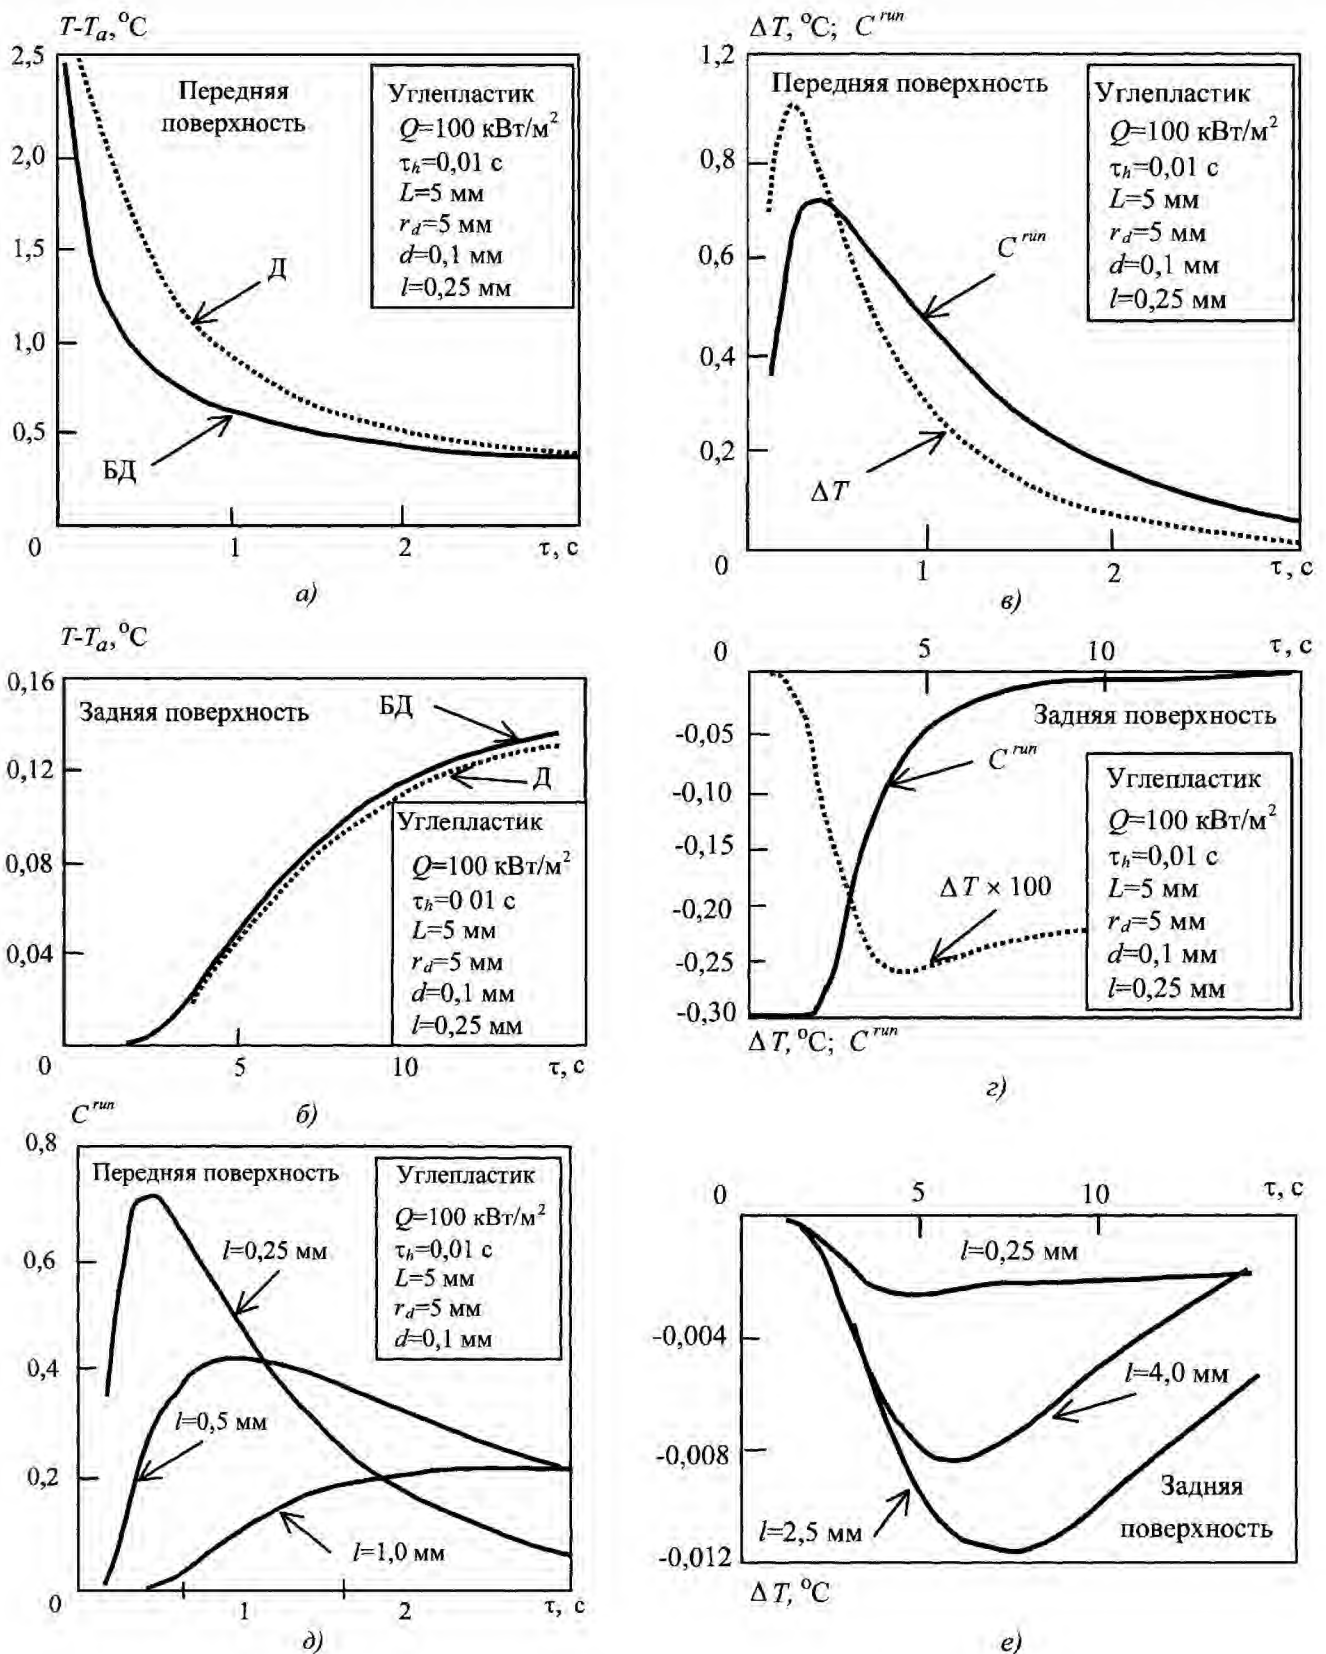 T-Tₐ, °C
2,5
2,0
1,5
1,0
0,5
0
1
2
τ, с
Передняя
поверхность
Углепластик
Q=100 кВт/м²
τₕ=0,01 с
L=5 мм
r_d=5 мм
d=0,1 мм
l=0,25 мм
Д
БД
а)
ΔT, °C; C^run
1,2
0,8
0,6
0,4
0,2
0
1
2
τ, с
Передняя поверхность
Углепластик
Q=100 кВт/м²
τₕ=0,01 с
L=5 мм
r_d=5 мм
d=0,1 мм
l=0,25 мм
C^run
ΔT
в)
T-Tₐ, °C
0,16
0,12
0,08
0,04
0
5
10
τ, с
Задняя поверхность
БД
Д
Углепластик
Q=100 кВт/м²
τₕ=0 01 с
L=5 мм
r_d=5 мм
d=0,1 мм
l=0,25 мм
б)
0
5
10
τ, с
-0,05
-0,10
-0,15
-0,20
-0,25
-0,30
Задняя поверхность
C^run
ΔT × 100
Углепластик
Q=100 кВт/м²
τₕ=0,01 с
L=5 мм
r_d=5 мм
d=0,1 мм
l=0,25 мм
ΔT, °C; C^run
г)
C^run
0,8
0,6
0,4
0,2
0
1
2
τ, с
Передняя поверхность
Углепластик
Q=100 кВт/м²
τₕ=0,01 с
L=5 мм
r_d=5 мм
d=0,1 мм
l=0,25 мм
l=0,5 мм
l=1,0 мм
д)
0
5
10
τ, с
-0,004
-0,008
-0,012
l=0,25 мм
l=4,0 мм
l=2,5 мм
Задняя
поверхность
ΔT, °C
е)